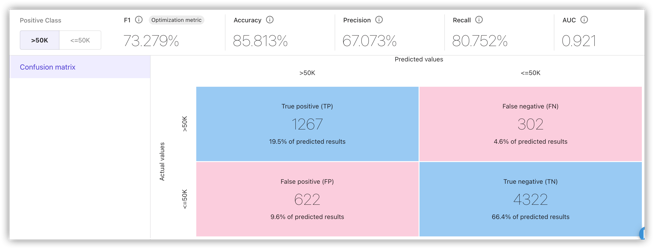 Positive Class
>50K
<=50K
F1
Optimization metric
73.279%
Accuracy
85.813%
Precision
67.073%
Recall
80.752%
AUC
0.921
Confusion matrix
Predicted values
>50K
<=50K
Actual values
>50K
True positive (TP)
1267
19.5% of predicted results
False negative (FN)
302
4.6% of predicted results
<=50K
False positive (FP)
622
9.6% of predicted results
True negative (TN)
4322
66.4% of predicted results